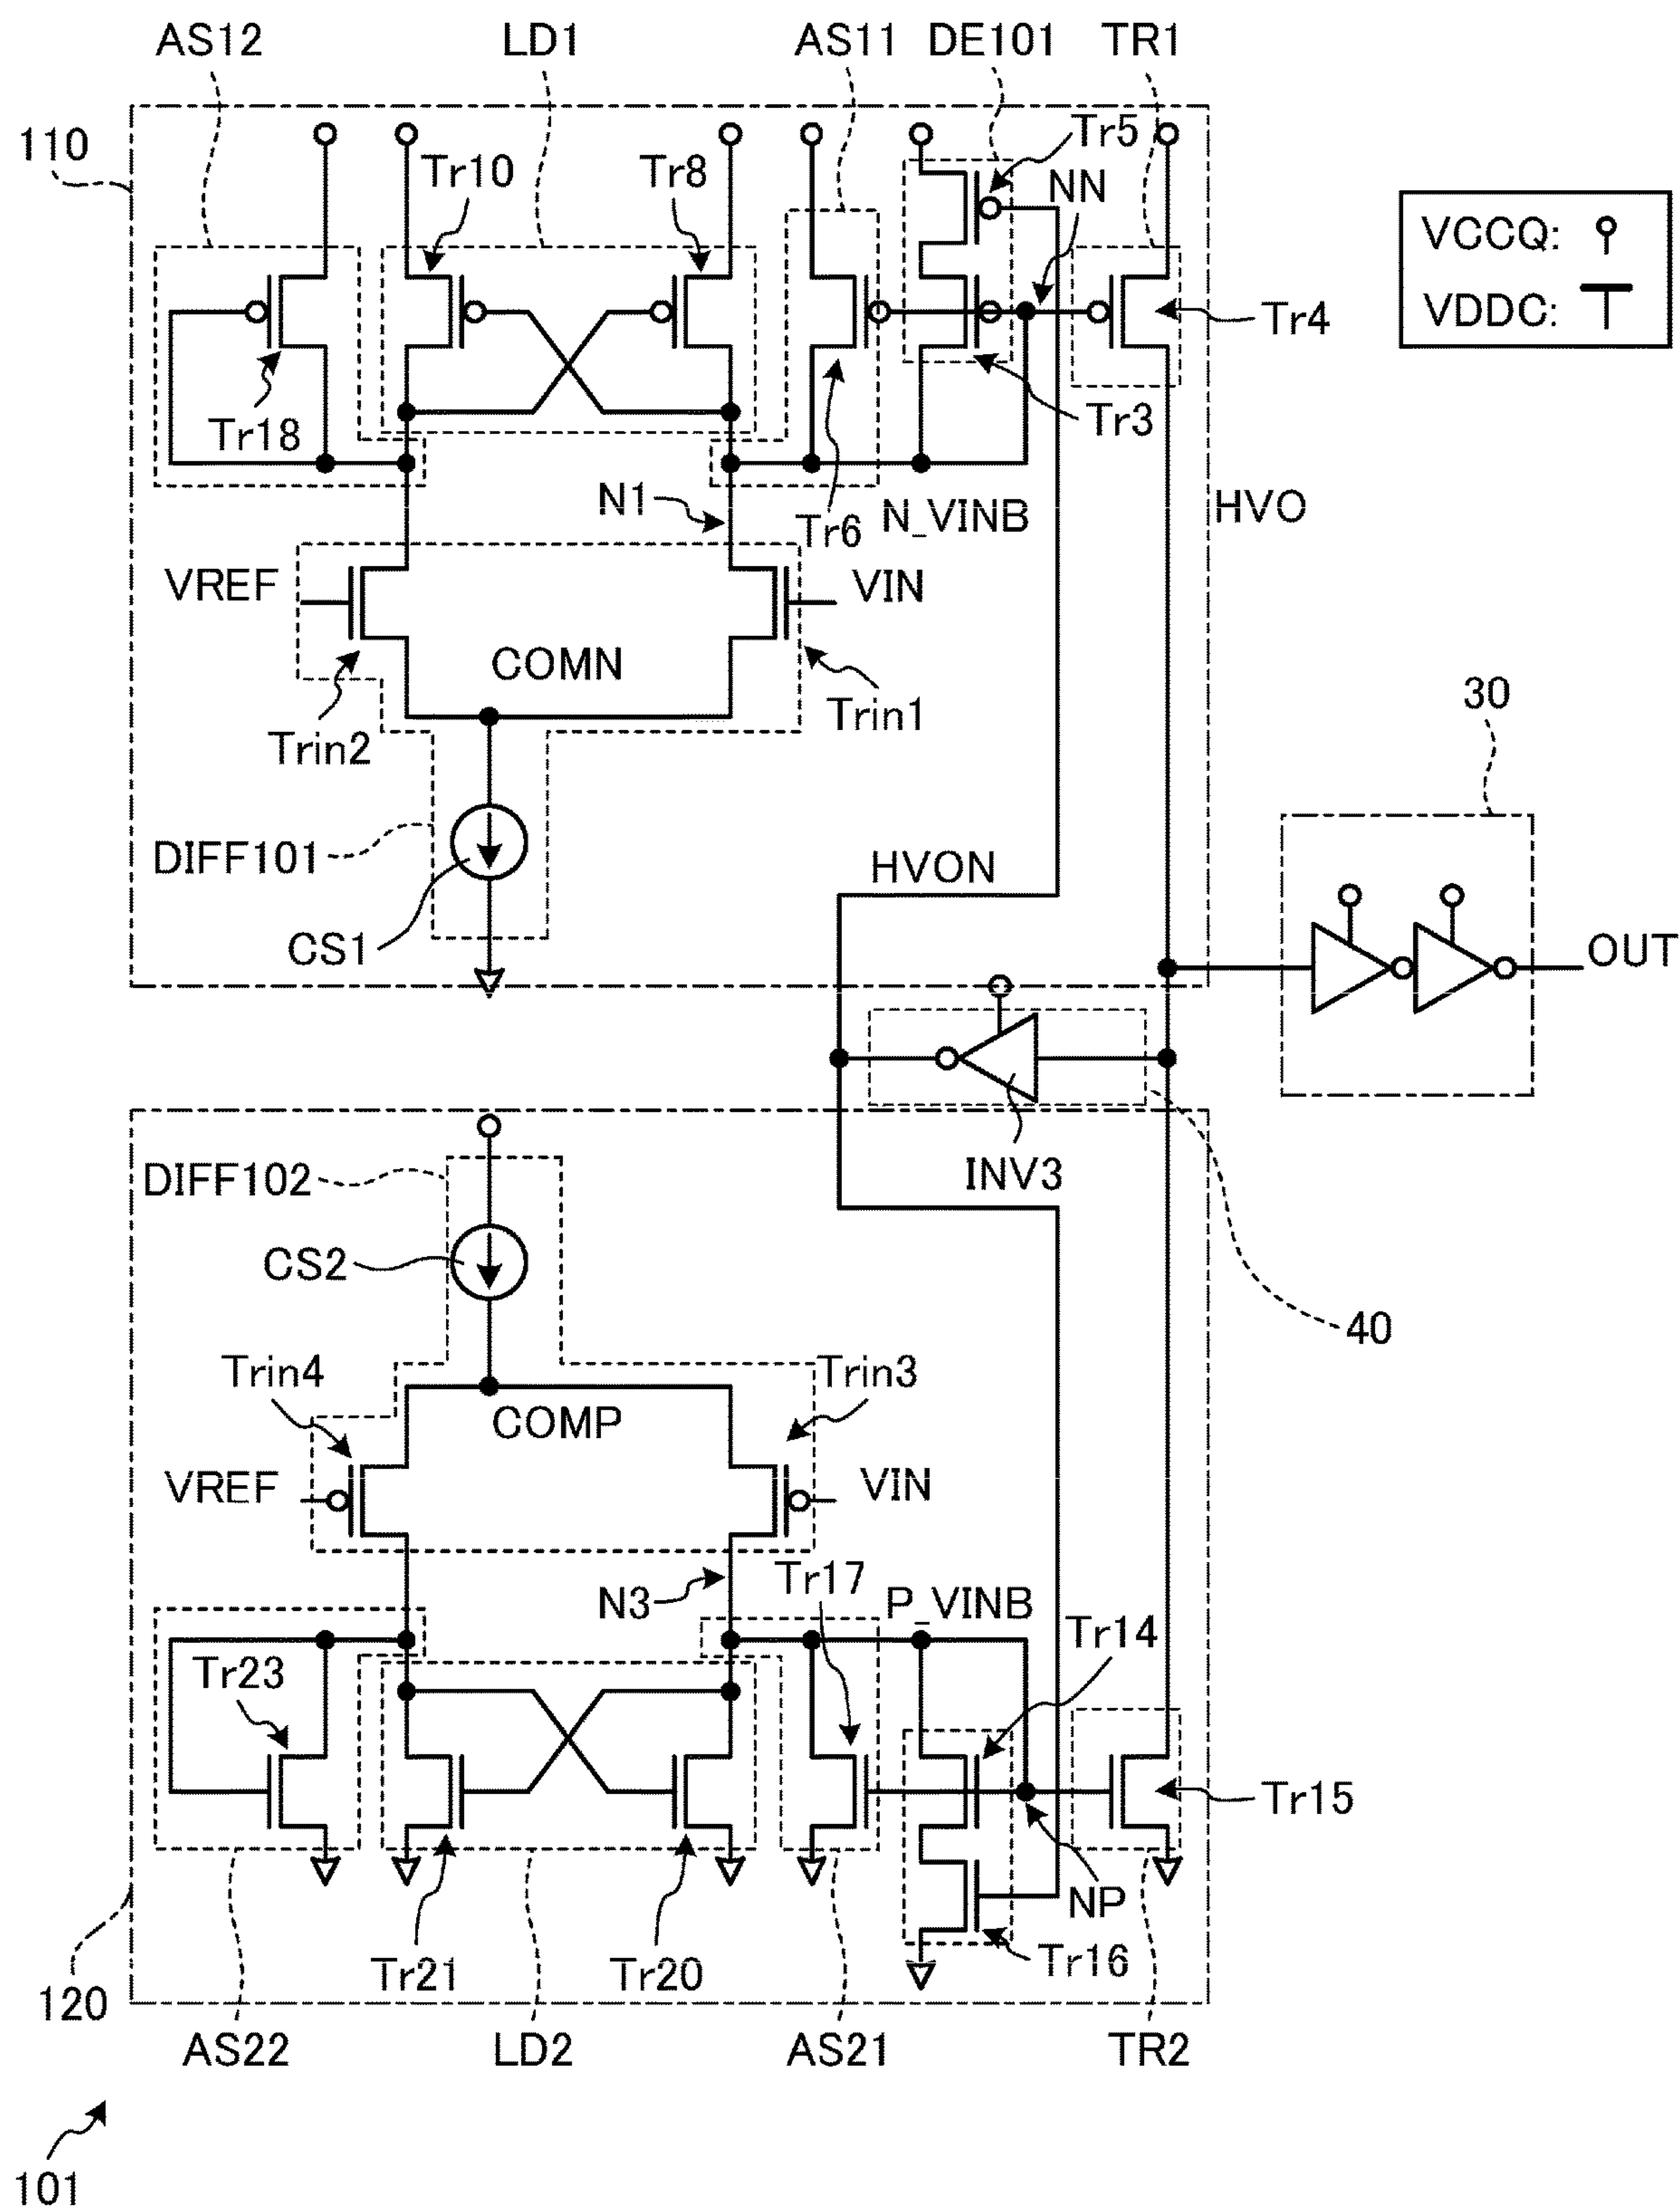 AS12 LD1 AS11 DE101 TR1
110
Tr10 Tr8 Tr5
NN
VCCQ:
VDDC:
Tr4
Tr18 Tr3
N1 Tr6 N_VINB HVO
VREF VIN
COMN
Trin2 Trin1
30
DIFF101 HVON
CS1 OUT
INV3
DIFF102
CS2
40
Trin4 Trin3
COMP
VREF VIN
N3 Tr17 P_VINB
Tr23 Tr14
Tr15
NP
Tr21 Tr20 Tr16
120
AS22 LD2 AS21 TR2
101